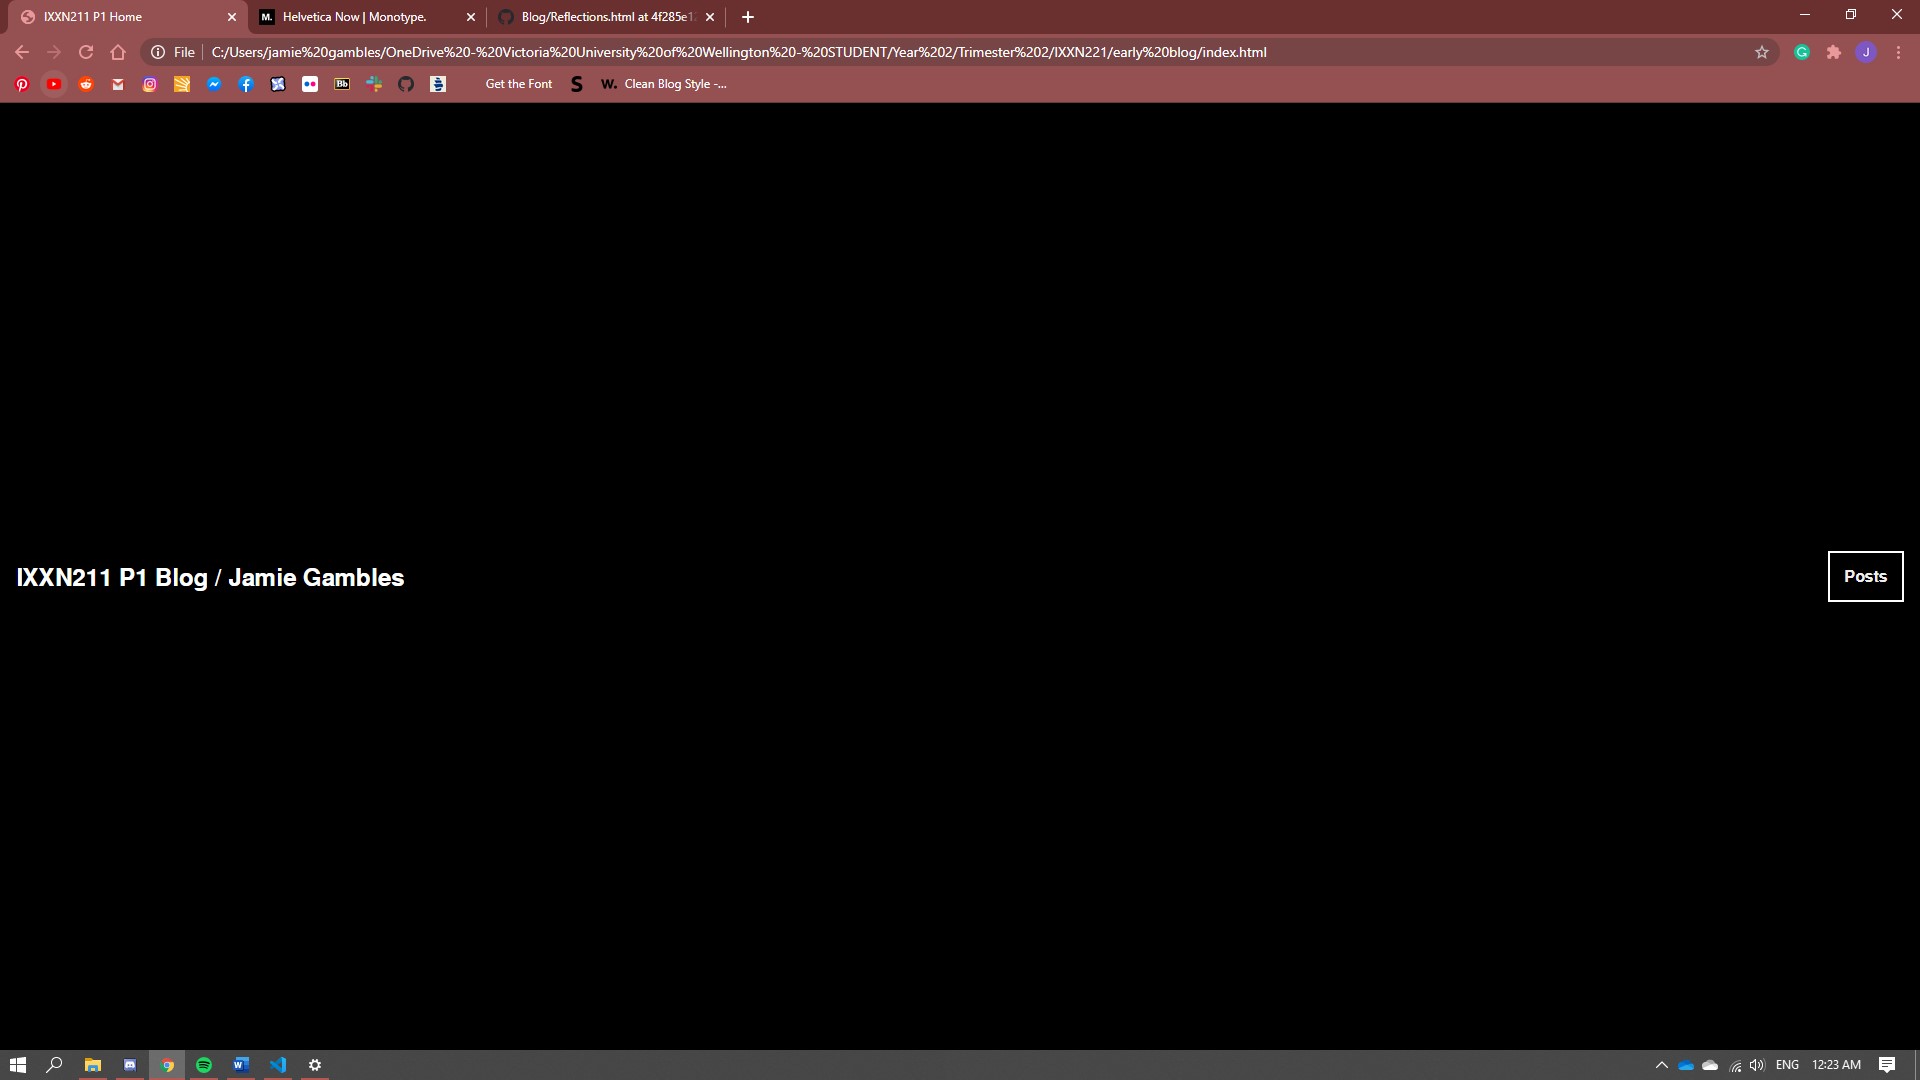 IXXN211 P1 Home
M.
Helvetica Now | Monotype.
Blog/Reflections.html at 4f285e1
File
C:/Users/jamie%20gambles/OneDrive%20-%20Victoria%20University%20of%20Wellington%20-%20STUDENT/Year%202/Trimester%202/IXXN221/early%20blog/index.html
J
Bb
Get the Font
S
W. Clean Blog Style -...
IXXN211 P1 Blog / Jamie Gambles
Posts
W
ENG
12:23 AM